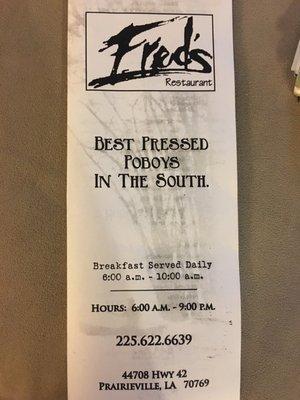 Fred's
Restaurant
BEST PRESSED
POBOYS
IN THE SOUTH.
Breakfast Served Daily
6:00 a.m. - 10:00 a.m.
HOURS: 6:00 A.M. - 9:00 P.M.
225.622.6639
44708 HWY 42
PRAIRIEVILLE, LA 70769